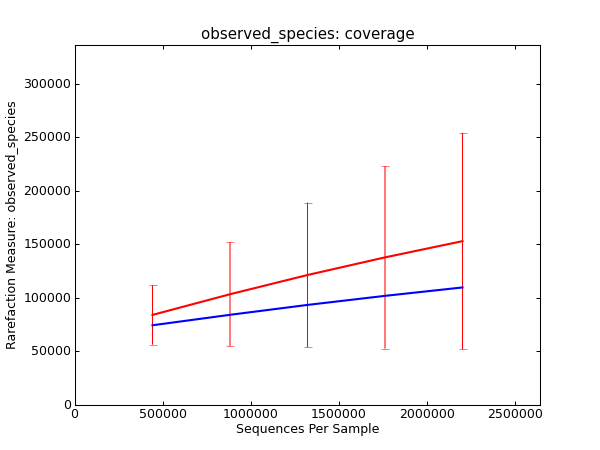 observed_species: coverage
Rarefaction Measure: observed_species
300000
250000
200000
150000
100000
50000
0
0 500000 1000000 1500000 2000000 2500000
Sequences Per Sample